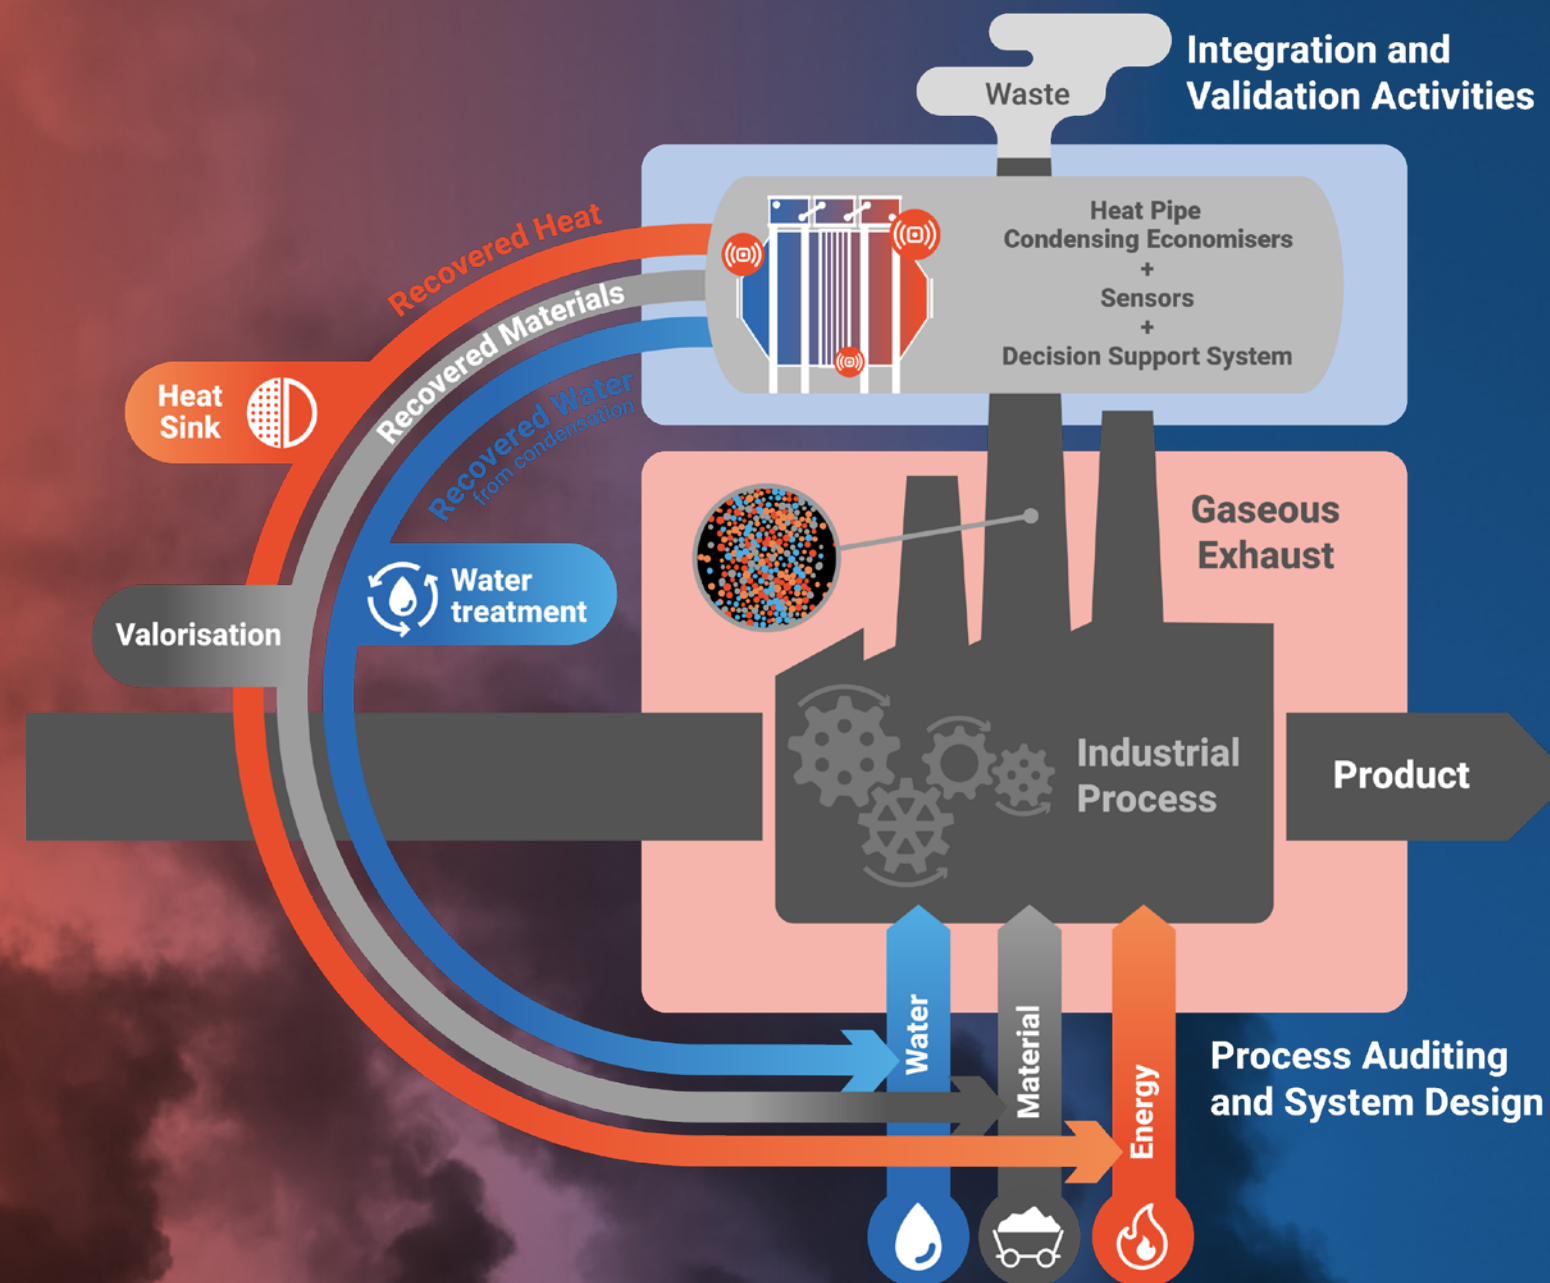 Integration and
Validation Activities
Waste
Heat Pipe
Condensing Economisers
+
Sensors
+
Decision Support System
Recovered Heat
Recovered Materials
Recovered Water
from condensation
Heat
Sink
Water
treatment
Valorisation
Gaseous
Exhaust
Industrial
Process
Product
Water
Material
Energy
Process Auditing
and System Design